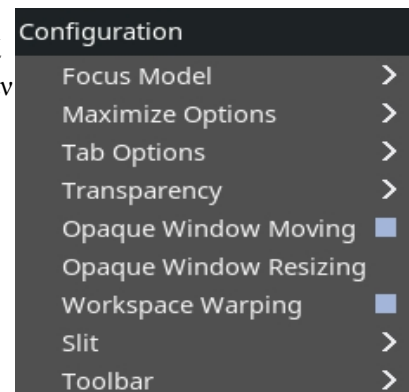 Configuration
Focus Model
Maximize Options
Tab Options
Transparency
Opaque Window Moving
Opaque Window Resizing
Workspace Warping
Slit
Toolbar